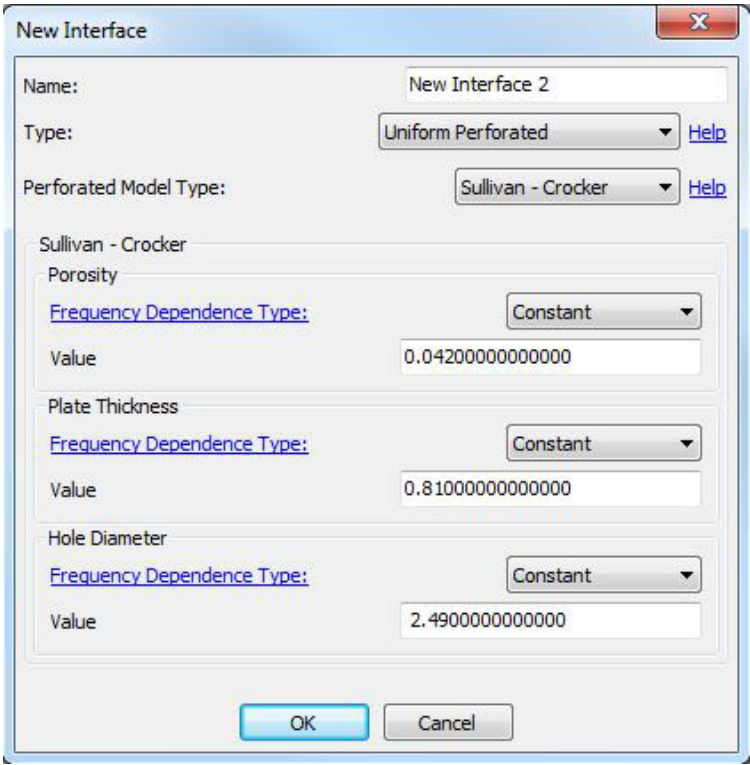 New Interface
Name: New Interface 2
Type: Uniform Perforated Help
Perforated Model Type: Sullivan - Crocker Help
Sullivan - Crocker
Porosity
Frequency Dependence Type: Constant
Value 0.04200000000000
Plate Thickness
Frequency Dependence Type: Constant
Value 0.81000000000000
Hole Diameter
Frequency Dependence Type: Constant
Value 2.4900000000000
OK Cancel